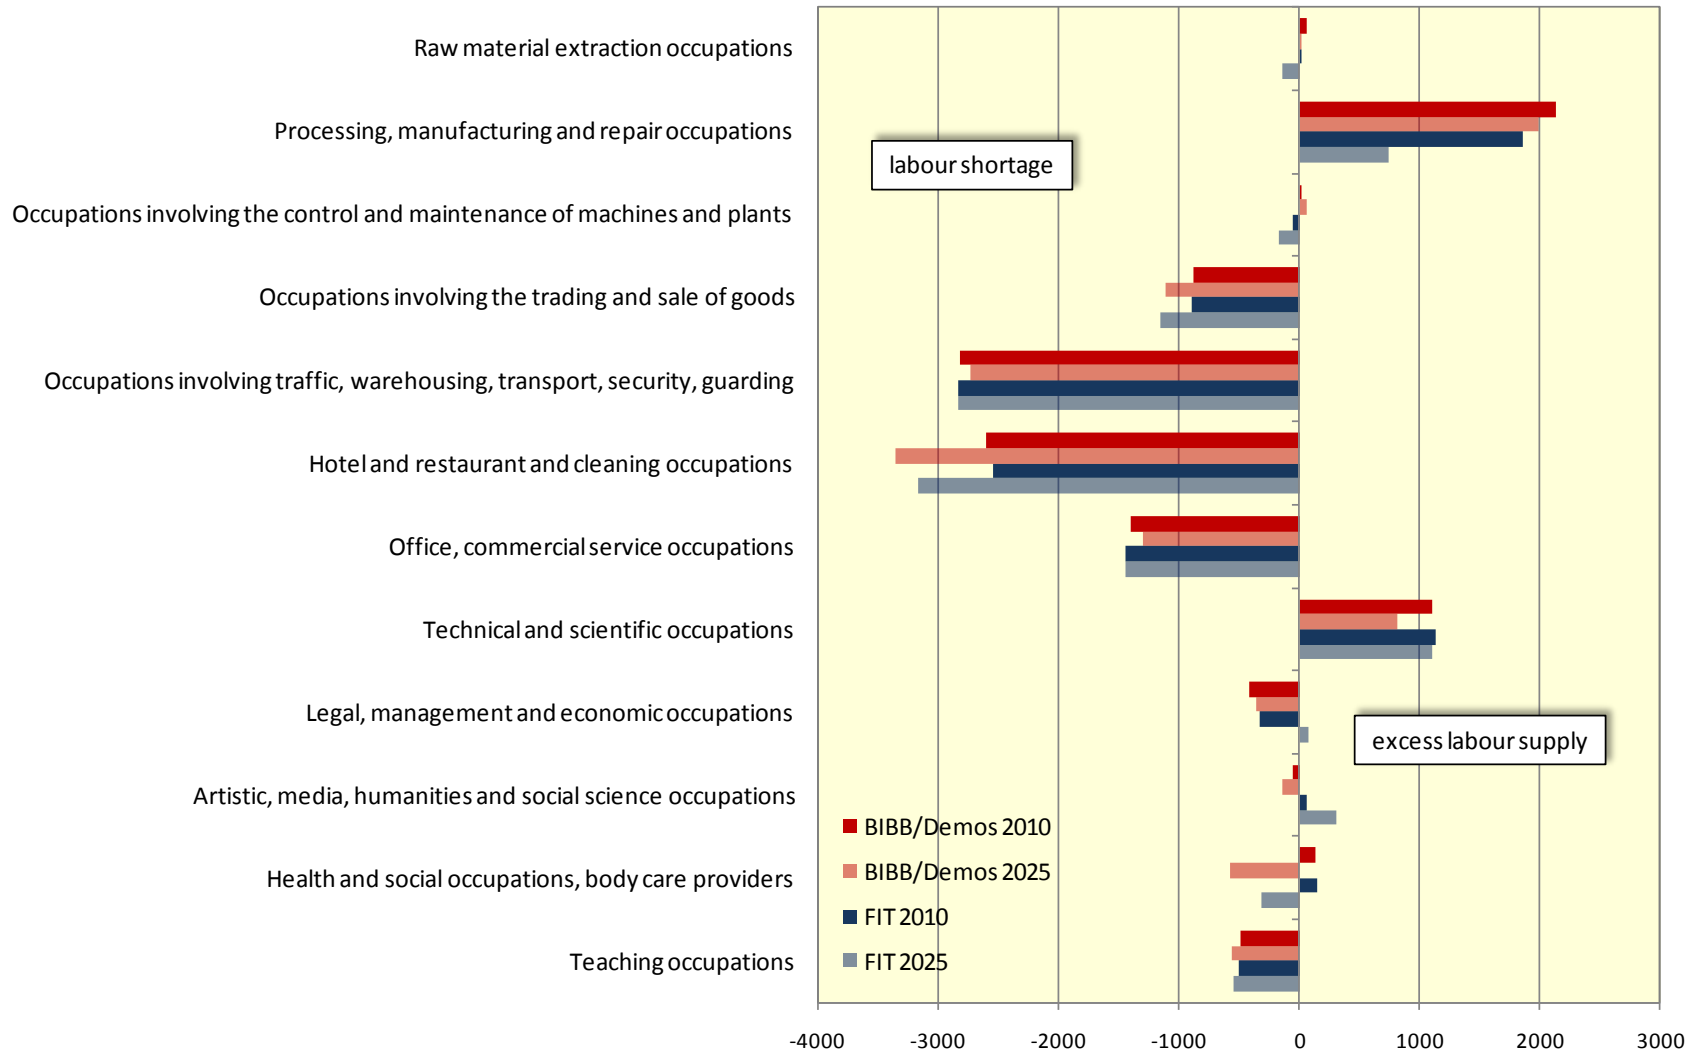 Raw material extraction occupations
Processing, manufacturing and repair occupations
labour shortage
Occupations involving the control and maintenance of machines and plants
Occupations involving the trading and sale of goods
Occupations involving traffic, warehousing, transport, security, guarding
Hotel and restaurant and cleaning occupations
Office, commercial service occupations
Technical and scientific occupations
Legal, management and economic occupations
excess labour supply
Artistic, media, humanities and social science occupations
Health and social occupations, body care providers
Teaching occupations
BIBB/Demos 2010
BIBB/Demos 2025
FIT 2010
FIT 2025
-4000 -3000 -2000 -1000 0 1000 2000 3000